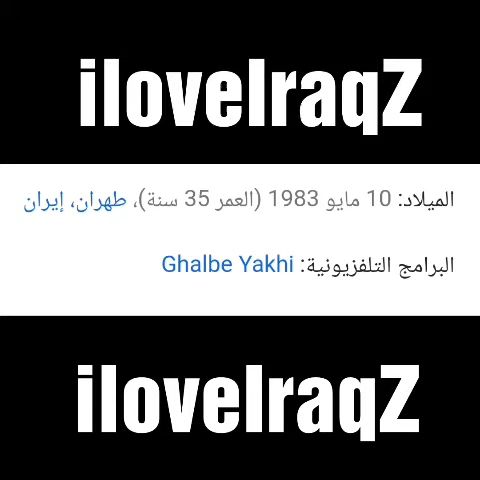 iloveIraqZ
الميلاد: 10 مايو 1983 (العمر 35 سنة)، طهران، إيران
البرامج التلفزيونية: Ghalbe Yakhi
iloveIraqZ